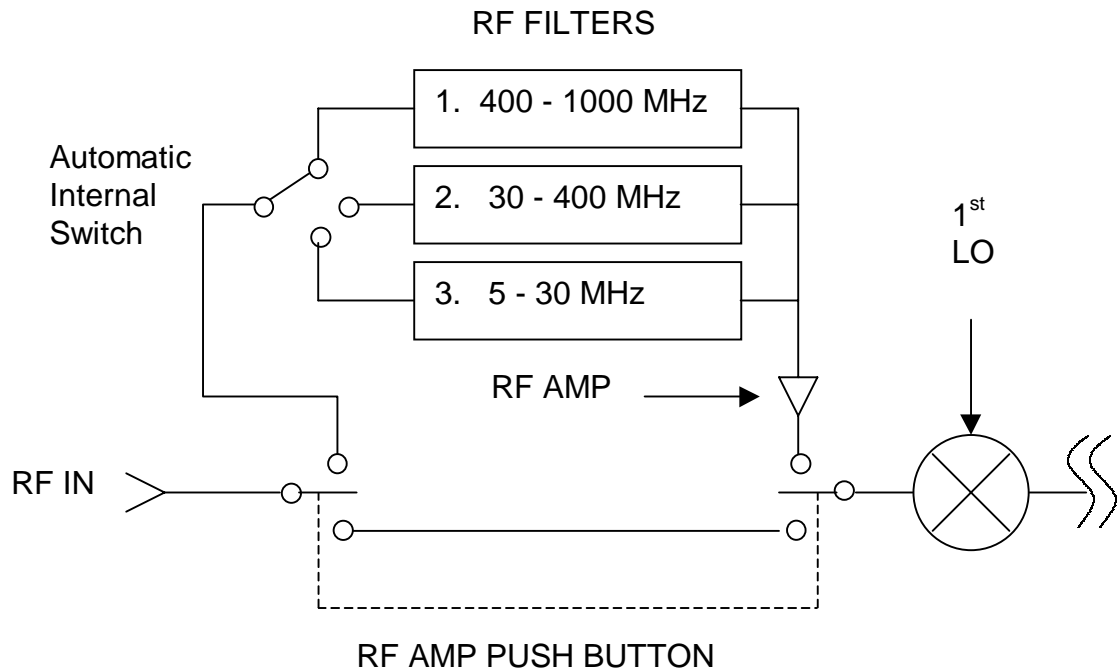 RF FILTERS
1. 400 - 1000 MHz
Automatic
Internal
Switch
2. 30 - 400 MHz
1st
LO
3. 5 - 30 MHz
RF AMP
RF IN
RF AMP PUSH BUTTON